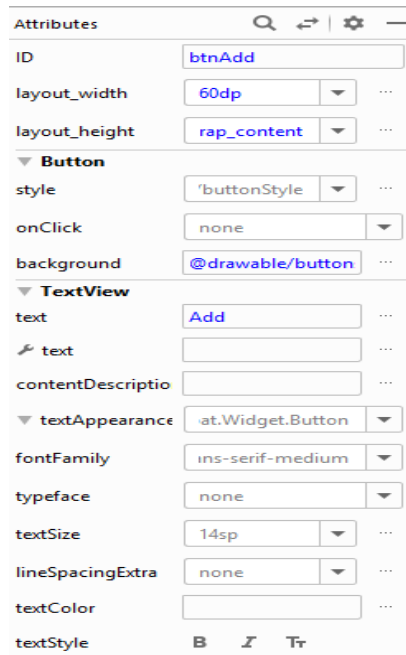 Attributes
ID btnAdd
layout_width 60dp ...
layout_height rap_content ...
Button
style 'buttonStyle ...
onClick none
background @drawable/button ...
TextView
text Add ...
text ...
contentDescriptio ...
textAppearance at.Widget.Button
fontFamily ins-serif-medium
typeface none
textSize 14sp ...
lineSpacingExtra none ...
textColor ...
textStyle B I Tт